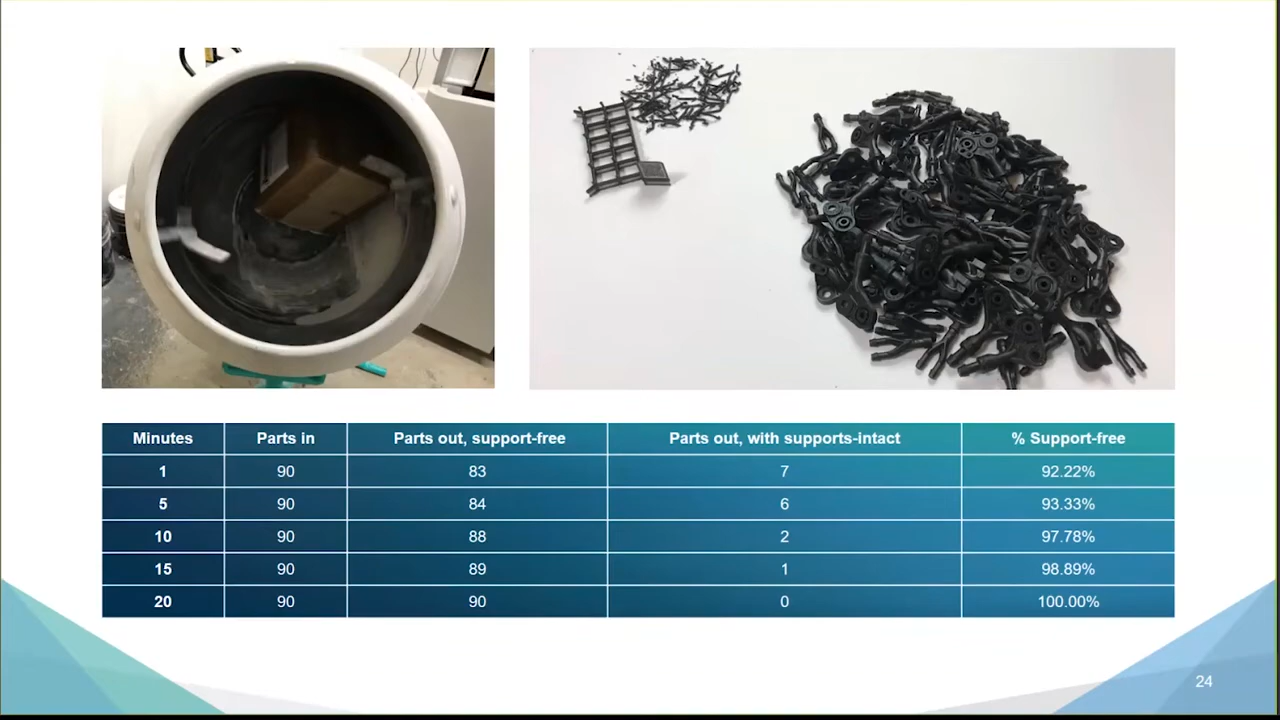 Minutes Parts in Parts out, support-free Parts out, with supports-intact % Support-free
1 90 83 7 92.22%
5 90 84 6 93.33%
10 90 88 2 97.78%
15 90 89 1 98.89%
20 90 90 0 100.00%
24